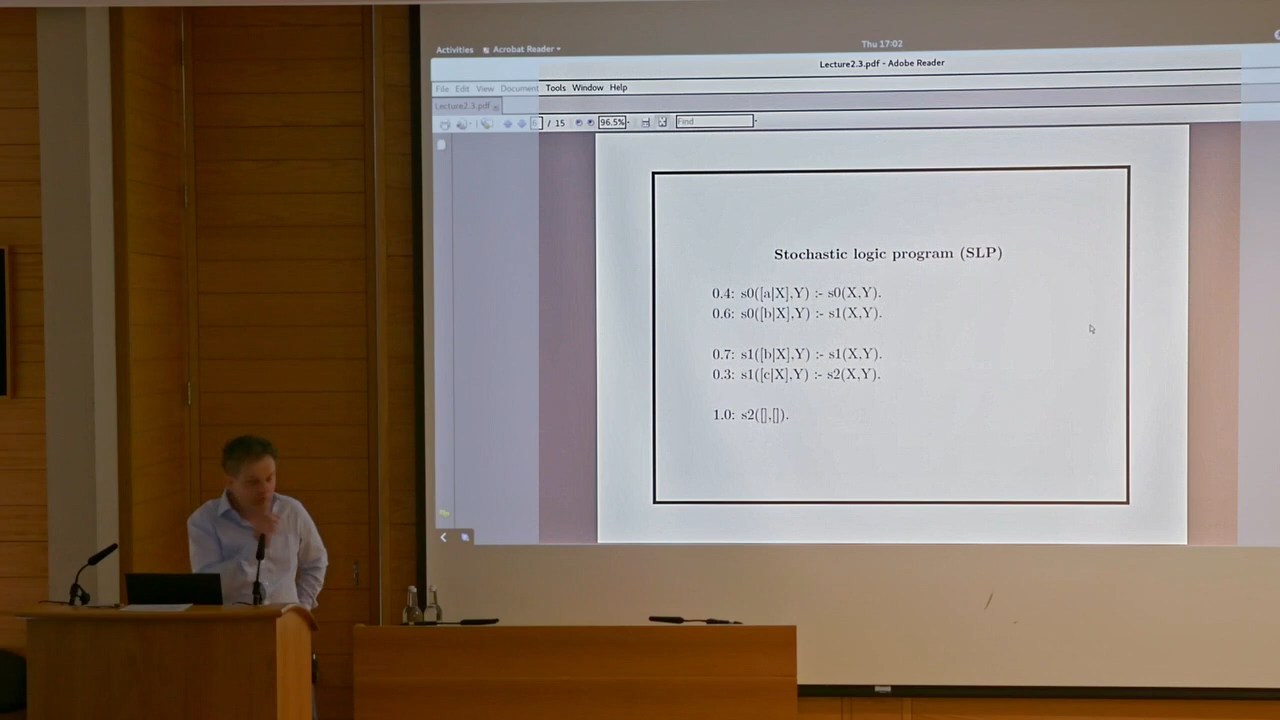 Activities Acrobat Reader Thu 17:02
Lecture2.3.pdf - Adobe Reader
File Edit View Document Tools Window Help
Lecture2.3.pdf
/ 15 96.5% Find
Stochastic logic program (SLP)
0.4: s0([a|X],Y) :- s0(X,Y).
0.6: s0([b|X],Y) :- s1(X,Y).
0.7: s1([b|X],Y) :- s1(X,Y).
0.3: s1([c|X],Y) :- s2(X,Y).
1.0: s2([],[]).